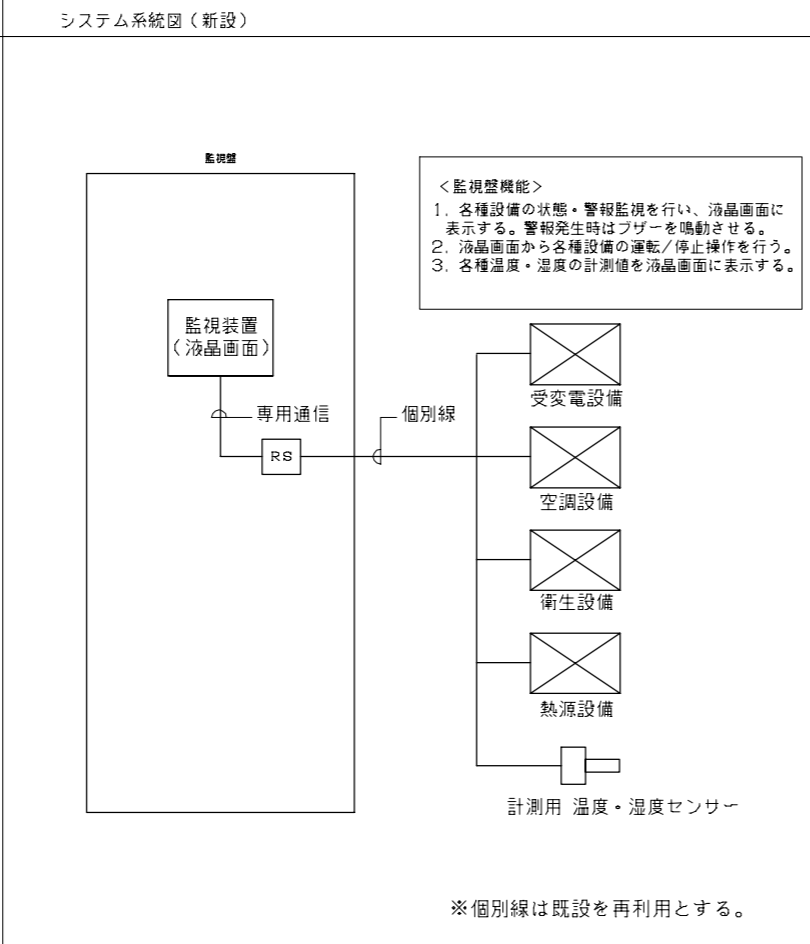 システム系統図（新設）
監視盤
＜監視盤機能＞
1．各種設備の状態・警報監視を行い、液晶画面に
表示する。警報発生時はブザーを鳴動させる。
2．液晶画面から各種設備の運転/停止操作を行う。
3．各種温度・湿度の計測値を液晶画面に表示する。
監視装置
（液晶画面）
専用通信
個別線
RS
受変電設備
空調設備
衛生設備
熱源設備
計測用 温度・湿度センサー
※個別線は既設を再利用とする。